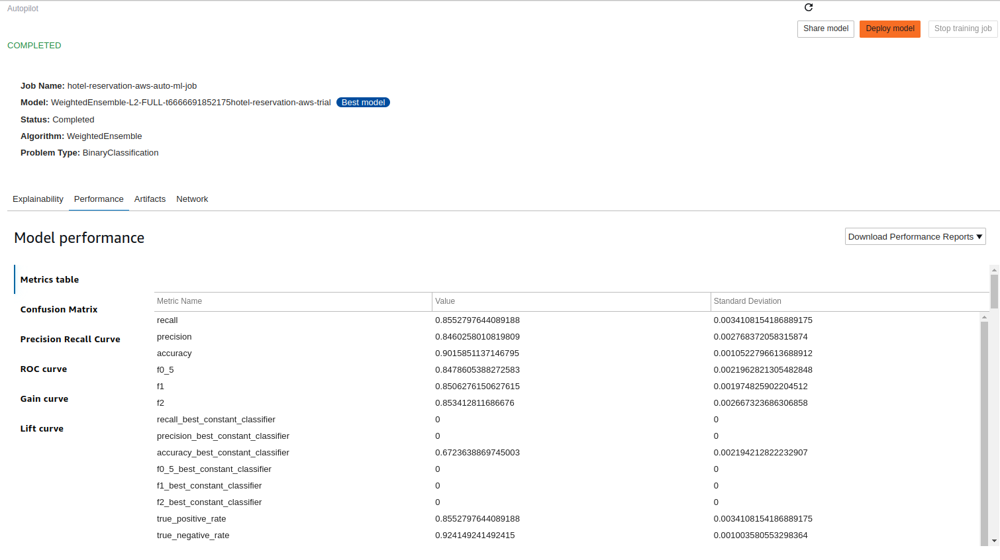 Autopilot
Share model Deploy model Stop training job
COMPLETED
Job Name: hotel-reservation-aws-auto-ml-job
Model: WeightedEnsemble-L2-FULL-t6666691852175hotel-reservation-aws-trial Best model
Status: Completed
Algorithm: WeightedEnsemble
Problem Type: BinaryClassification
Explainability Performance Artifacts Network
Model performance
Download Performance Reports ▼
Metrics table
Confusion Matrix
Precision Recall Curve
ROC curve
Gain curve
Lift curve
Metric Name Value Standard Deviation
recall 0.8552797644089188 0.0034108154186889175
precision 0.8460258010819809 0.002768372058315874
accuracy 0.9015851137146795 0.0010522796613688912
f0_5 0.8478605388272583 0.0021962821305482848
f1 0.8506276150627615 0.001974825902204512
f2 0.853412811686676 0.002667323686306858
recall_best_constant_classifier 0 0
precision_best_constant_classifier 0 0
accuracy_best_constant_classifier 0.6723638869745003 0.002194212822232907
f0_5_best_constant_classifier 0 0
f1_best_constant_classifier 0 0
f2_best_constant_classifier 0 0
true_positive_rate 0.8552797644089188 0.0034108154186889175
true_negative_rate 0.924149241492415 0.001003580553298364